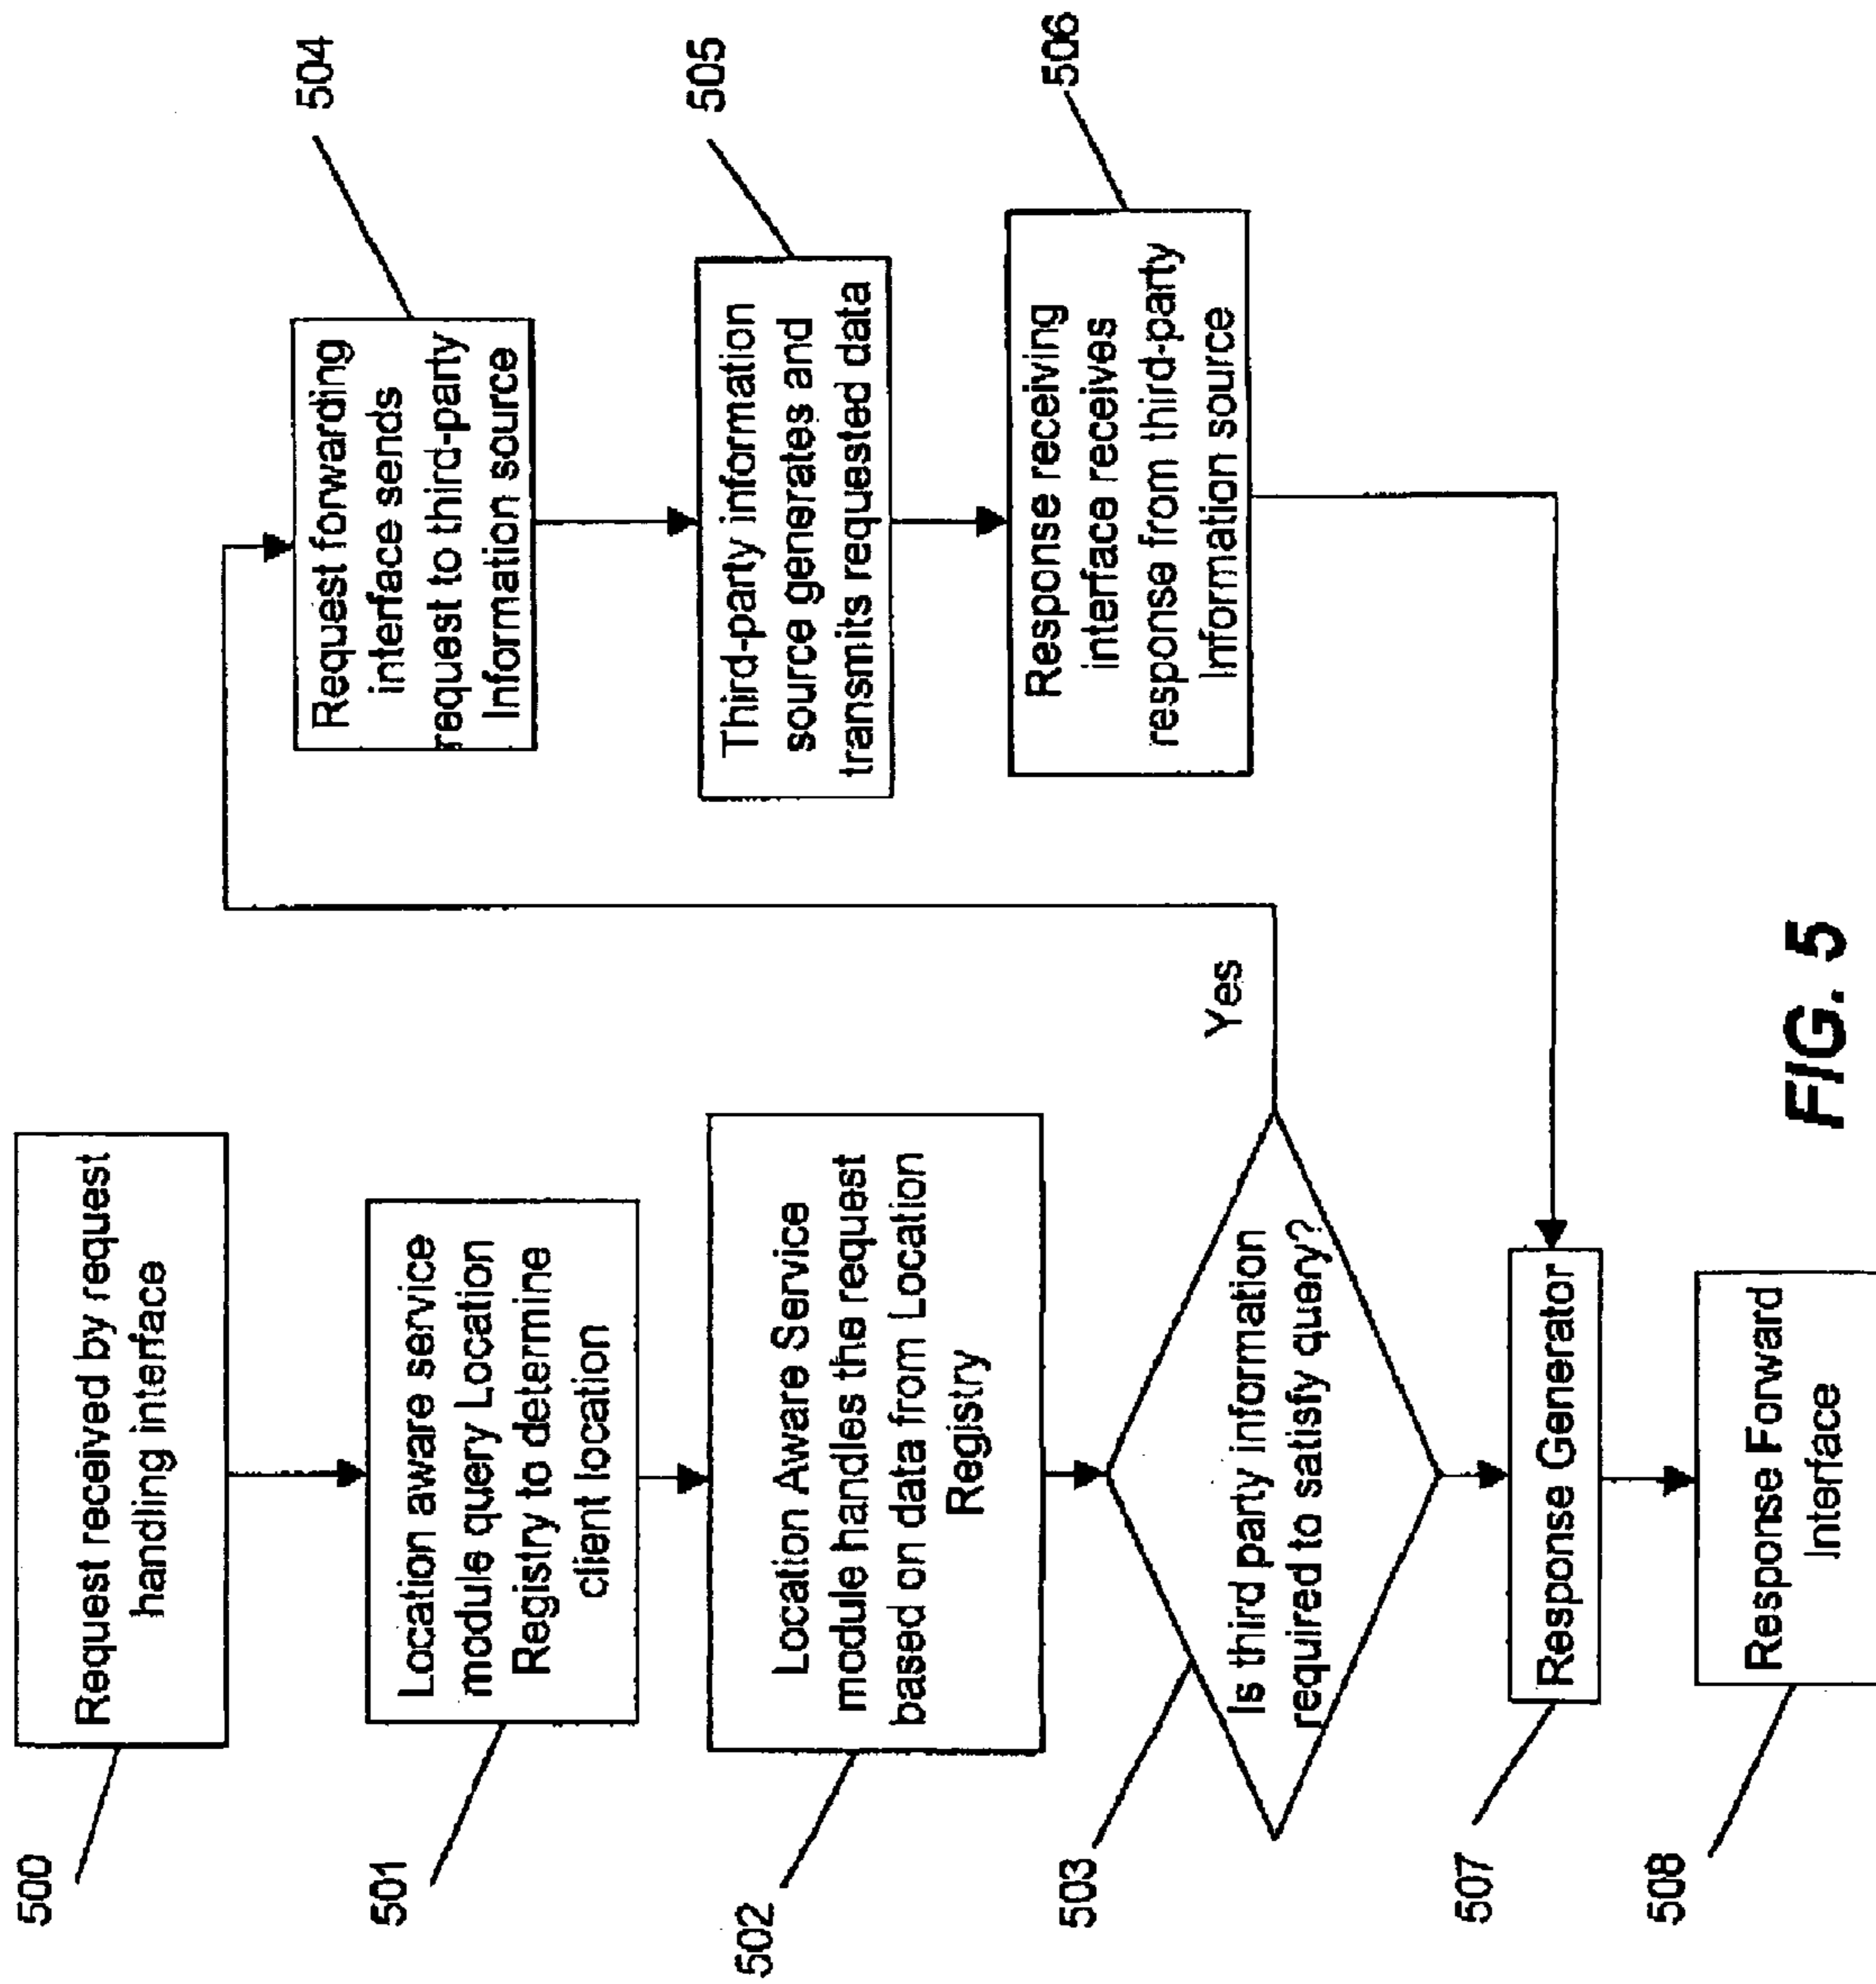 500
Request received by request
handling interface
501
Location aware service
module query Location
Registry to determine
client location
502
Location Aware Service
module handles the request
based on data from Location
Registry
503
Is third party information
required to satisfy query?
Yes
504
Request forwarding
interface sends
request to third-party
Information source
505
Third-party information
source generates and
transmits requested data
506
Response receiving
interface receives
response from third-party
Information source
507
Response Generator
508
Response Forward
Interface
FIG. 5